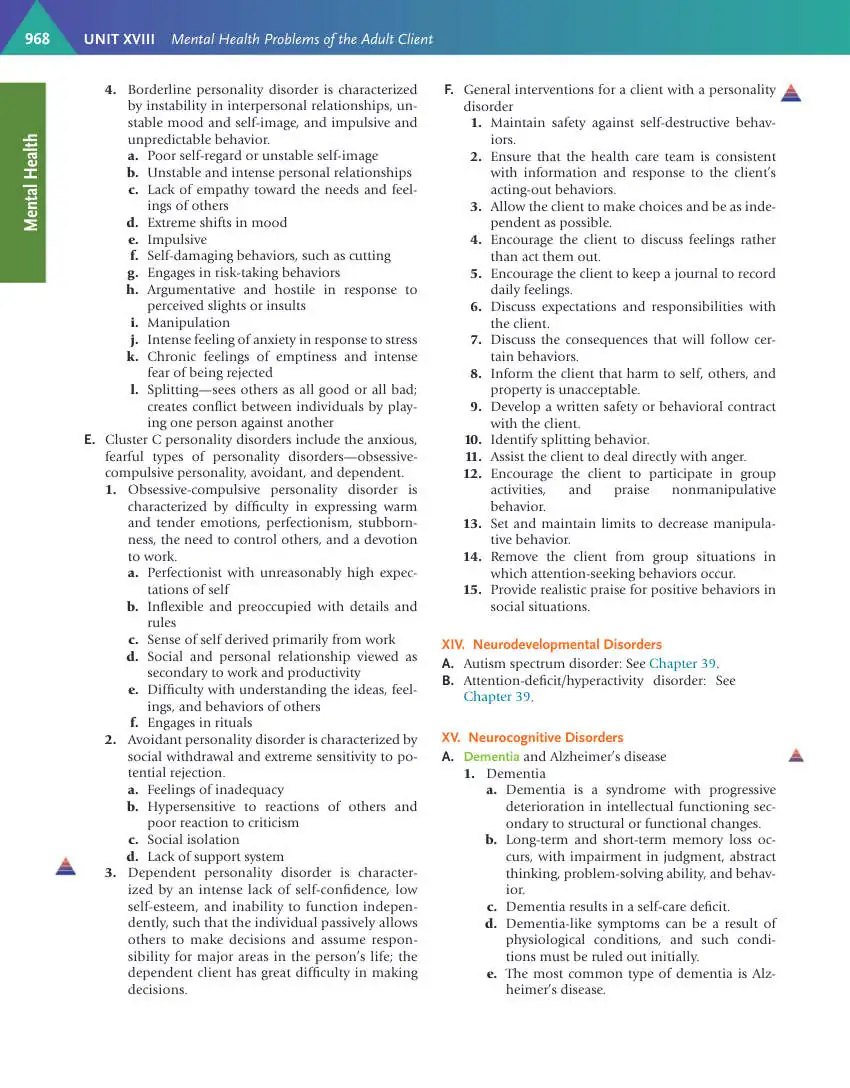 968 UNIT XVIII Mental Health Problems of the Adult Client
Mental Health
4. Borderline personality disorder is characterized
by instability in interpersonal relationships, un-
stable mood and self-image, and impulsive and
unpredictable behavior.
a. Poor self-regard or unstable self-image
b. Unstable and intense personal relationships
c. Lack of empathy toward the needs and feel-
ings of others
d. Extreme shifts in mood
e. Impulsive
f. Self-damaging behaviors, such as cutting
g. Engages in risk-taking behaviors
h. Argumentative and hostile in response to
perceived slights or insults
i. Manipulation
j. Intense feeling of anxiety in response to stress
k. Chronic feelings of emptiness and intense
fear of being rejected
l. Splitting—sees others as all good or all bad;
creates conflict between individuals by play-
ing one person against another
E. Cluster C personality disorders include the anxious,
fearful types of personality disorders—obsessive-
compulsive personality, avoidant, and dependent.
1. Obsessive-compulsive personality disorder is
characterized by difficulty in expressing warm
and tender emotions, perfectionism, stubborn-
ness, the need to control others, and a devotion
to work.
a. Perfectionist with unreasonably high expec-
tations of self
b. Inflexible and preoccupied with details and
rules
c. Sense of self derived primarily from work
d. Social and personal relationship viewed as
secondary to work and productivity
e. Difficulty with understanding the ideas, feel-
ings, and behaviors of others
f. Engages in rituals
2. Avoidant personality disorder is characterized by
social withdrawal and extreme sensitivity to po-
tential rejection.
a. Feelings of inadequacy
b. Hypersensitive to reactions of others and
poor reaction to criticism
c. Social isolation
d. Lack of support system
3. Dependent personality disorder is character-
ized by an intense lack of self-confidence, low
self-esteem, and inability to function indepen-
dently, such that the individual passively allows
others to make decisions and assume respon-
sibility for major areas in the person's life; the
dependent client has great difficulty in making
decisions.
F. General interventions for a client with a personality
disorder
1. Maintain safety against self-destructive behav-
iors.
2. Ensure that the health care team is consistent
with information and response to the client's
acting-out behaviors.
3. Allow the client to make choices and be as inde-
pendent as possible.
4. Encourage the client to discuss feelings rather
than act them out.
5. Encourage the client to keep a journal to record
daily feelings.
6. Discuss expectations and responsibilities with
the client.
7. Discuss the consequences that will follow cer-
tain behaviors.
8. Inform the client that harm to self, others, and
property is unacceptable.
9. Develop a written safety or behavioral contract
with the client.
10. Identify splitting behavior.
11. Assist the client to deal directly with anger.
12. Encourage the client to participate in group
activities, and praise nonmanipulative
behavior.
13. Set and maintain limits to decrease manipula-
tive behavior.
14. Remove the client from group situations in
which attention-seeking behaviors occur.
15. Provide realistic praise for positive behaviors in
social situations.
XIV. Neurodevelopmental Disorders
A. Autism spectrum disorder: See Chapter 39.
B. Attention-deficit/hyperactivity disorder: See
Chapter 39.
XV. Neurocognitive Disorders
A. Dementia and Alzheimer's disease
1. Dementia
a. Dementia is a syndrome with progressive
deterioration in intellectual functioning sec-
ondary to structural or functional changes.
b. Long-term and short-term memory loss oc-
curs, with impairment in judgment, abstract
thinking, problem-solving ability, and behav-
ior.
c. Dementia results in a self-care deficit.
d. Dementia-like symptoms can be a result of
physiological conditions, and such condi-
tions must be ruled out initially.
e. The most common type of dementia is Alz-
heimer's disease.